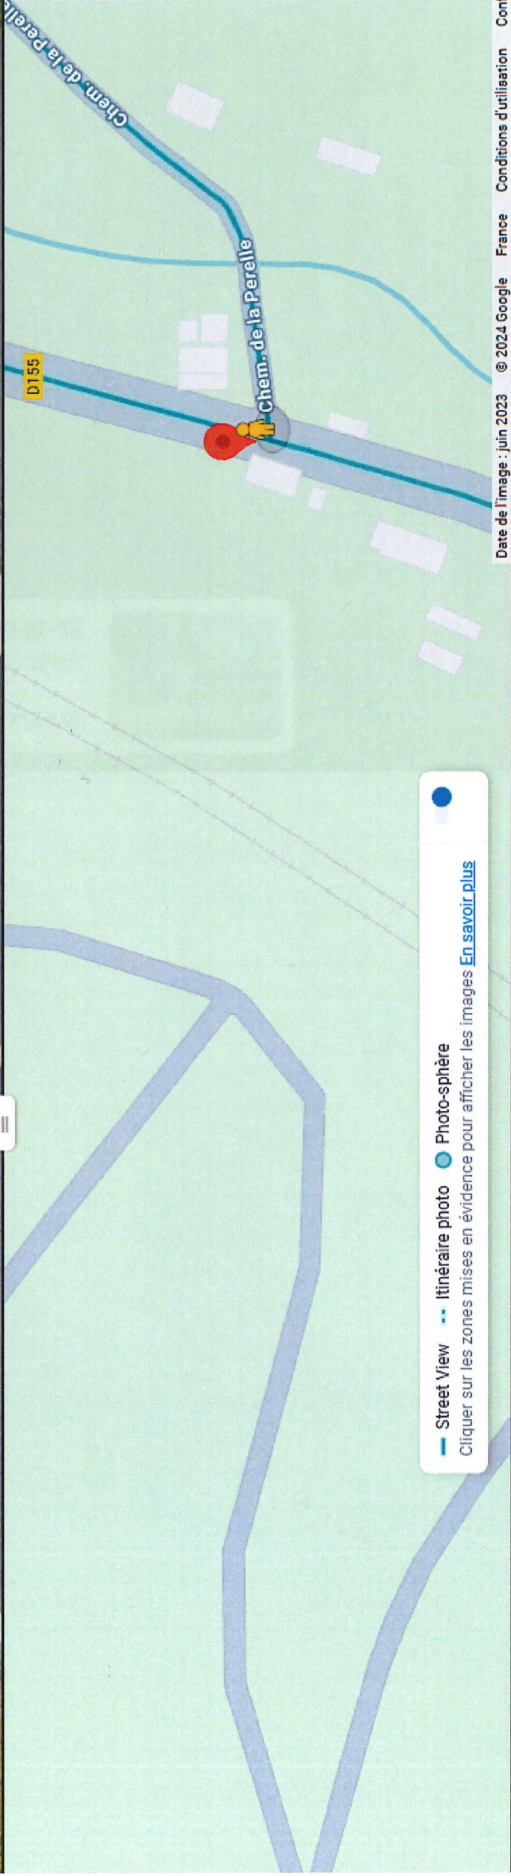 Chem. de la Perelle
D155
Chem. de la Perelle
Street View Itinéraire photo Photo-sphère
Cliquer sur les zones mises en évidence pour afficher les images En savoir plus
Date de l'image : juin 2023 © 2024 Google France Conditions d'utilisation